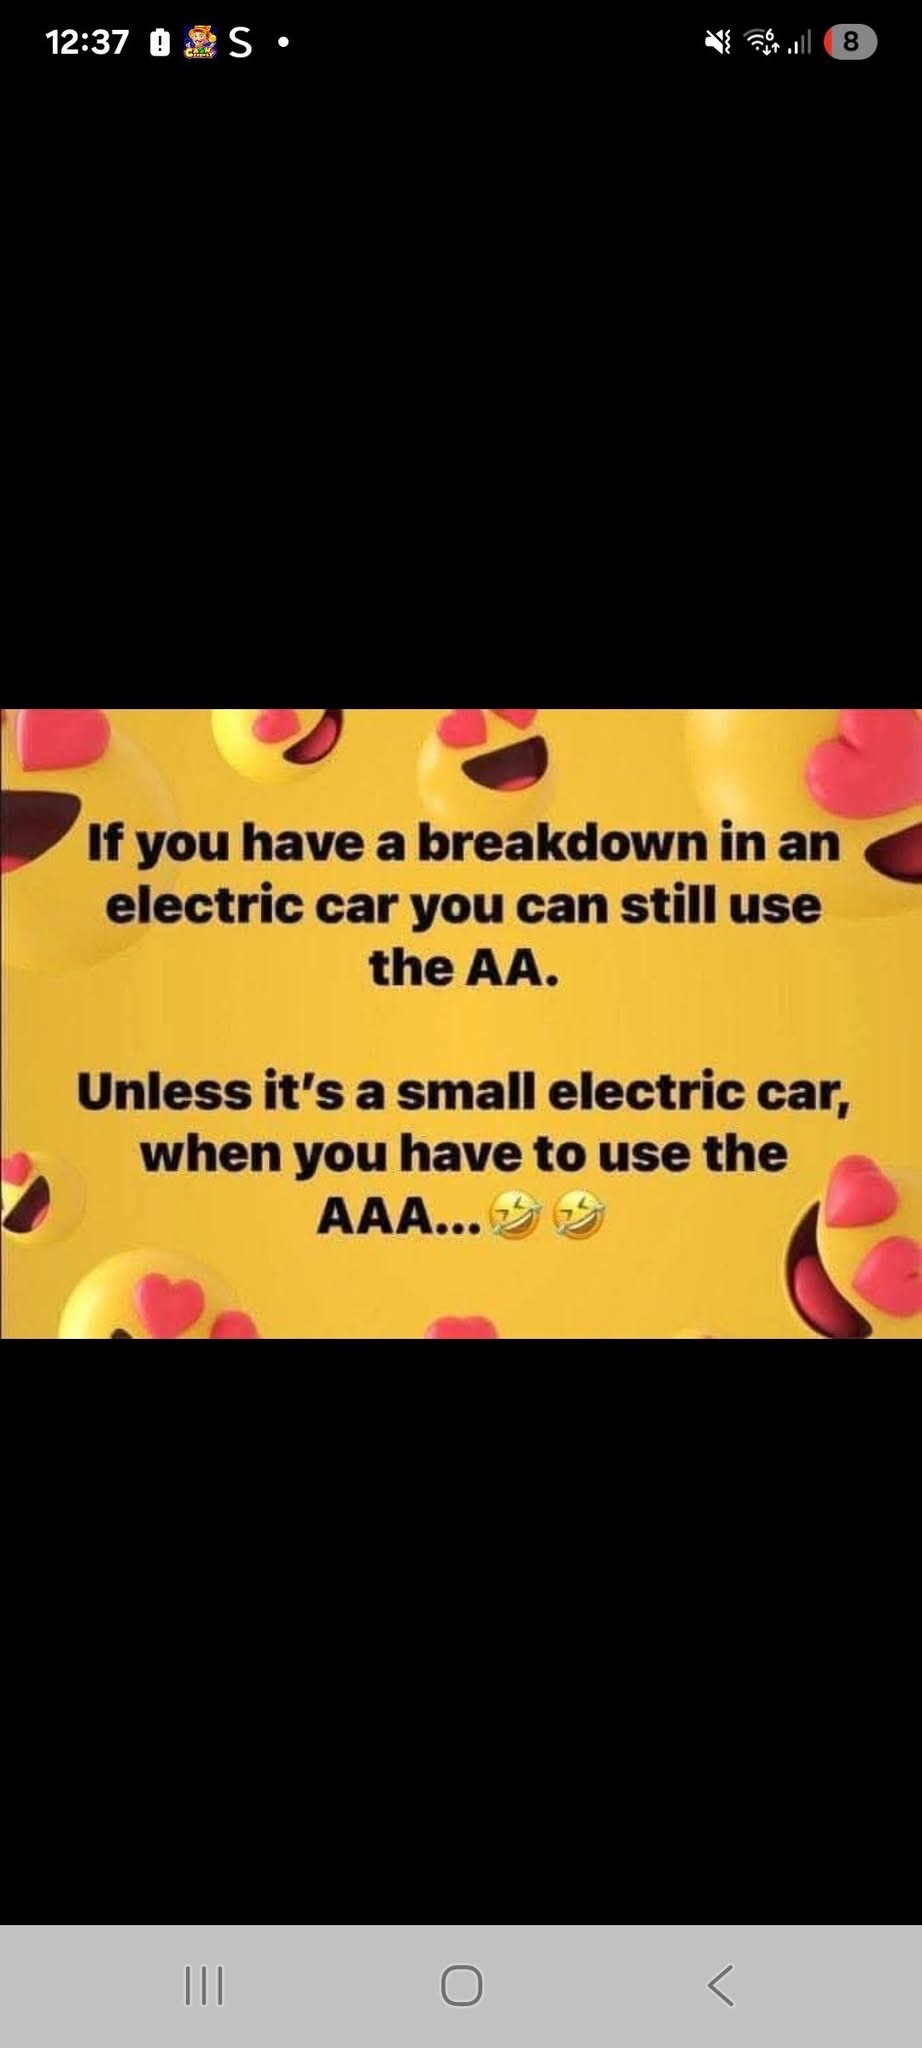 12:37 S 6 8
If you have a breakdown in an
electric car you can still use
the AA.
Unless it's a small electric car,
when you have to use the
AAA...🤣🤣